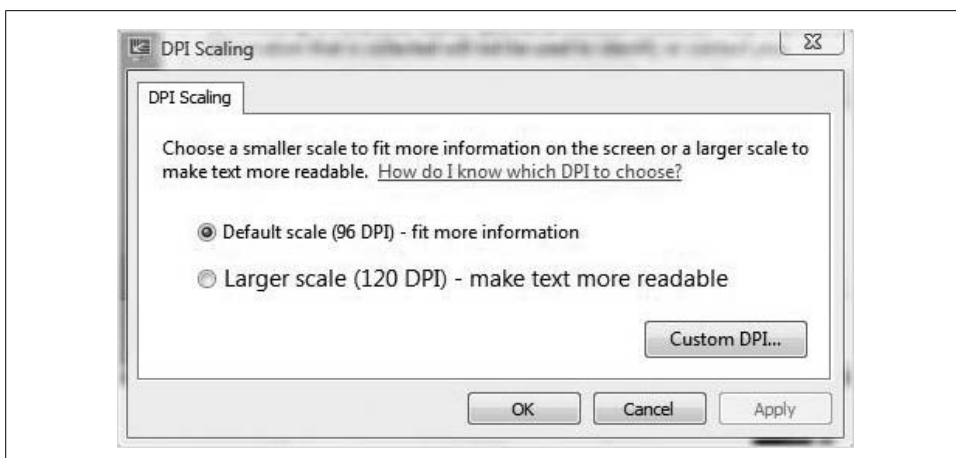 DPI Scaling
DPI Scaling
Choose a smaller scale to fit more information on the screen or a larger scale to
make text more readable. How do I know which DPI to choose?
Default scale (96 DPI) - fit more information
Larger scale (120 DPI) - make text more readable
Custom DPI...
OK Cancel Apply